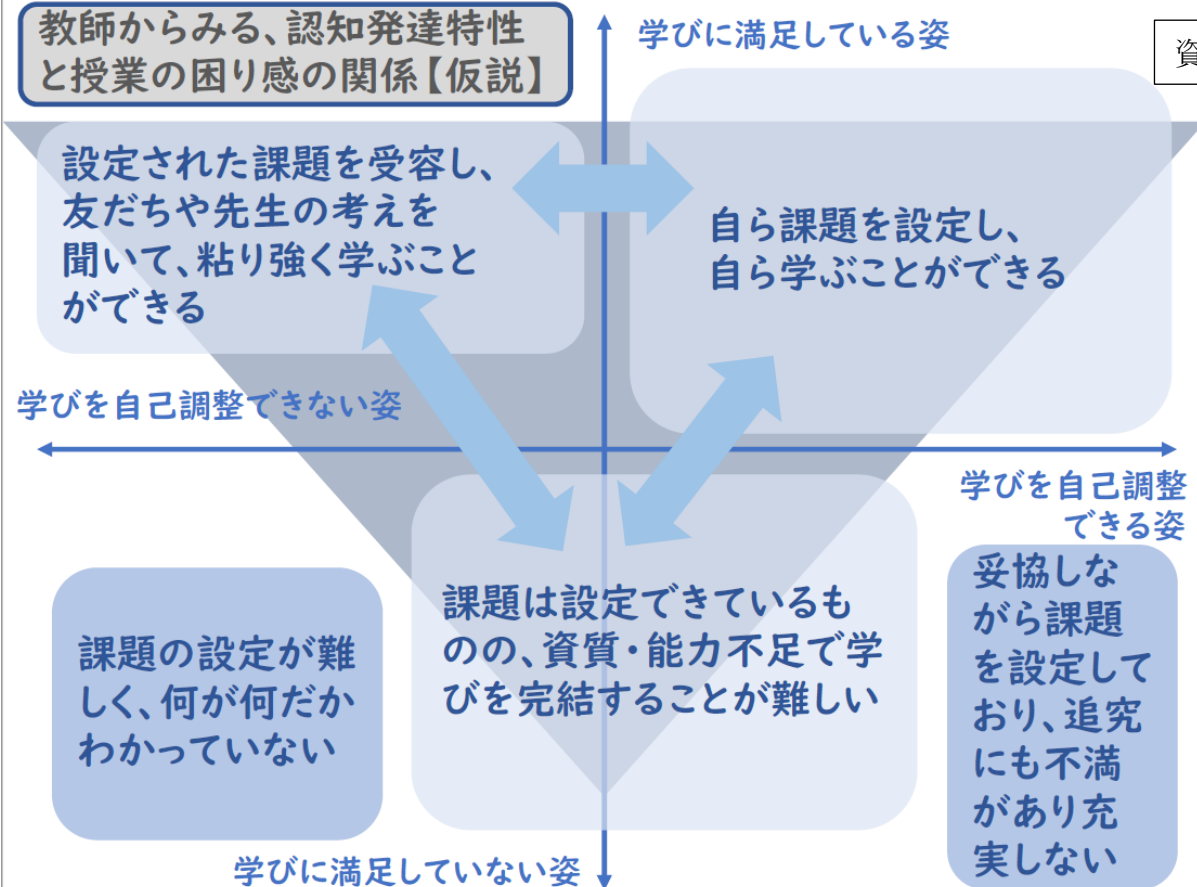 教師からみる、認知発達特性
と授業の困り感の関係【仮説】
学びに満足している姿
資
設定された課題を受容し、
友だちや先生の考えを
聞いて、粘り強く学ぶこと
ができる
自ら課題を設定し、
自ら学ぶことができる
学びを自己調整できない姿
学びを自己調整
できる姿
課題の設定が難
しく、何が何だか
わかっていない
課題は設定できているも
のの、資質・能力不足で学
びを完結することが難しい
妥協しな
がら課題
を設定して
おり、追究
にも不満
があり充
実しない
学びに満足していない姿